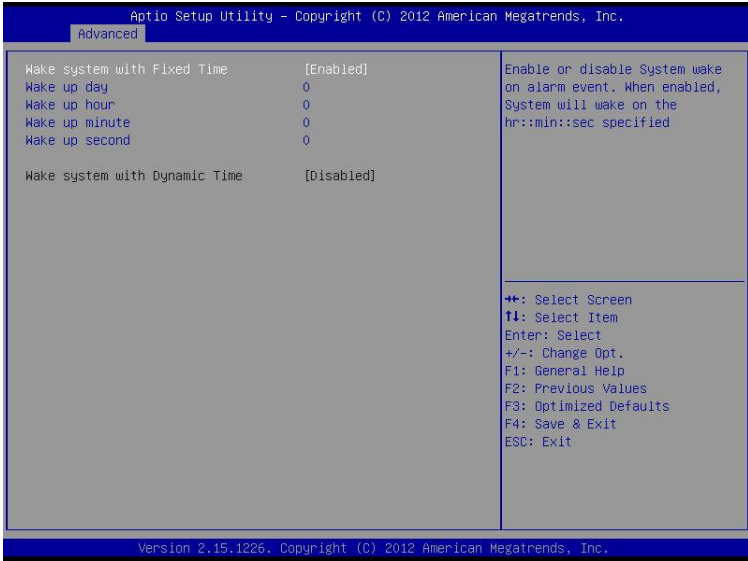 Aptio Setup Utility – Copyright (C) 2012 American Megatrends, Inc.
Advanced
Wake system with Fixed Time [Enabled]
Wake up day 0
Wake up hour 0
Wake up minute 0
Wake up second 0
Wake system with Dynamic Time [Disabled]
Enable or disable System wake
on alarm event. When enabled,
System will wake on the
hr::min::sec specified
→←: Select Screen
↑↓: Select Item
Enter: Select
+/-: Change Opt.
F1: General Help
F2: Previous Values
F3: Optimized Defaults
F4: Save & Exit
ESC: Exit
Version 2.15.1226. Copyright (C) 2012 American Megatrends, Inc.